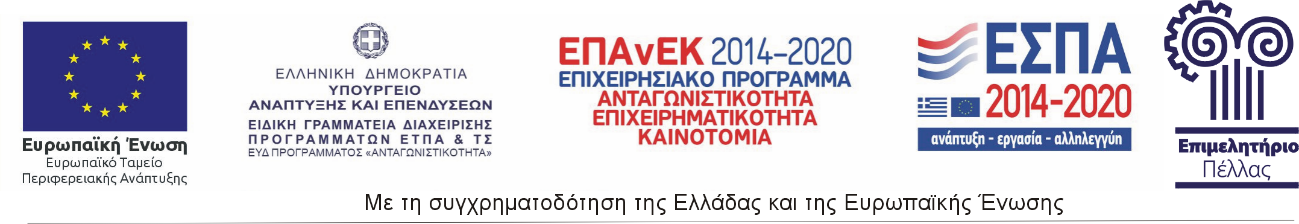 Ευρωπαϊκή Ένωση
Ευρωπαϊκό Ταμείο
Περιφερειακής Ανάπτυξης
ΕΛΛΗΝΙΚΗ ΔΗΜΟΚΡΑΤΙΑ
ΥΠΟΥΡΓΕΙΟ
ΑΝΑΠΤΥΞΗΣ ΚΑΙ ΕΠΕΝΔΥΣΕΩΝ
ΕΙΔΙΚΗ ΓΡΑΜΜΑΤΕΙΑ ΔΙΑΧΕΙΡΙΣΗΣ
ΠΡΟΓΡΑΜΜΑΤΩΝ ΕΤΠΑ & ΤΣ
ΕΥΔ ΠΡΟΓΡΑΜΜΑΤΟΣ «ΑΝΤΑΓΩΝΙΣΤΙΚΟΤΗΤΑ»
ΕΠΑνΕΚ 2014–2020
ΕΠΙΧΕΙΡΗΣΙΑΚΟ ΠΡΟΓΡΑΜΜΑ
ΑΝΤΑΓΩΝΙΣΤΙΚΟΤΗΤΑ
ΕΠΙΧΕΙΡΗΜΑΤΙΚΟΤΗΤΑ
ΚΑΙΝΟΤΟΜΙΑ
ΕΣΠΑ
2014-2020
ανάπτυξη - εργασία - αλληλεγγύη
Επιμελητήριο
Πέλλας
Με τη συγχρηματοδότηση της Ελλάδας και της Ευρωπαϊκής Ένωσης